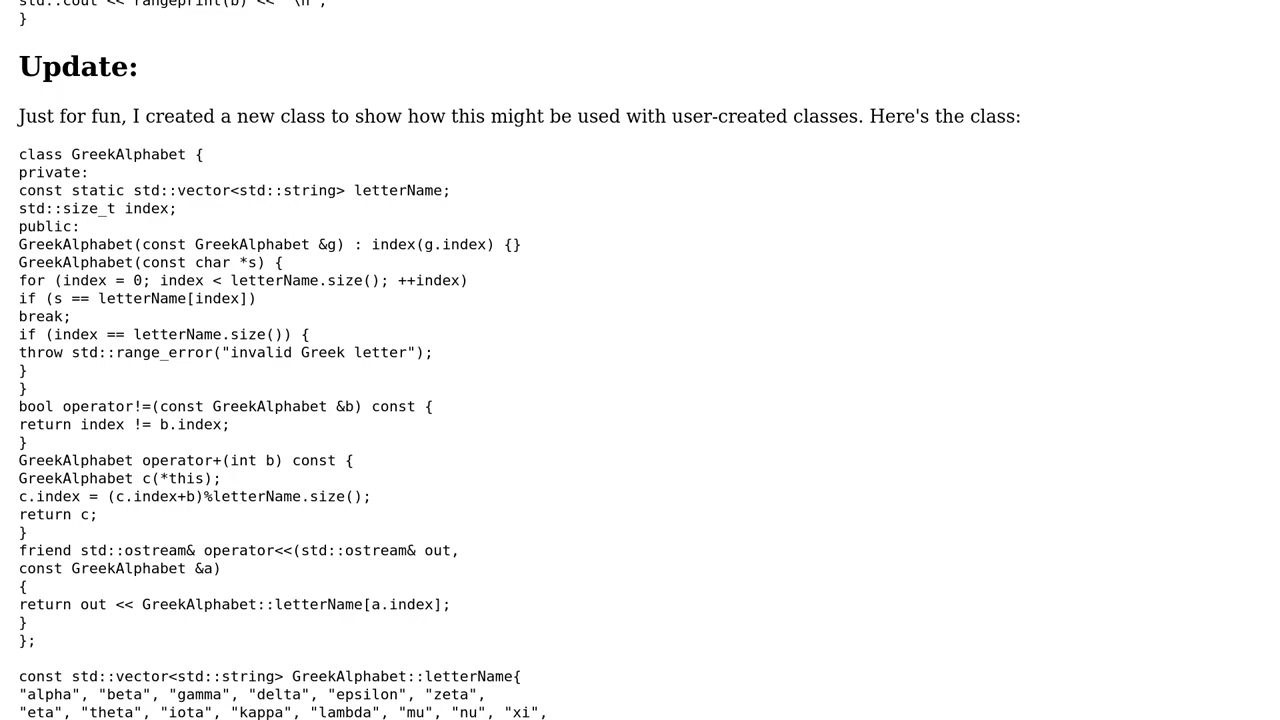 std::cout << rangeprint(b) << "\n";
}
Update:
Just for fun, I created a new class to show how this might be used with user-created classes. Here's the class:
class GreekAlphabet {
private:
const static std::vector<std::string> letterName;
std::size_t index;
public:
GreekAlphabet(const GreekAlphabet &g) : index(g.index) {}
GreekAlphabet(const char *s) {
for (index = 0; index < letterName.size(); ++index)
if (s == letterName[index])
break;
if (index == letterName.size()) {
throw std::range_error("invalid Greek letter");
}
}
bool operator!=(const GreekAlphabet &b) const {
return index != b.index;
}
GreekAlphabet operator+(int b) const {
GreekAlphabet c(*this);
c.index = (c.index+b)%letterName.size();
return c;
}
friend std::ostream& operator<<(std::ostream& out,
const GreekAlphabet &a)
{
return out << GreekAlphabet::letterName[a.index];
}
};
const std::vector<std::string> GreekAlphabet::letterName{
"alpha", "beta", "gamma", "delta", "epsilon", "zeta",
"eta", "theta", "iota", "kappa", "lambda", "mu", "nu", "xi",